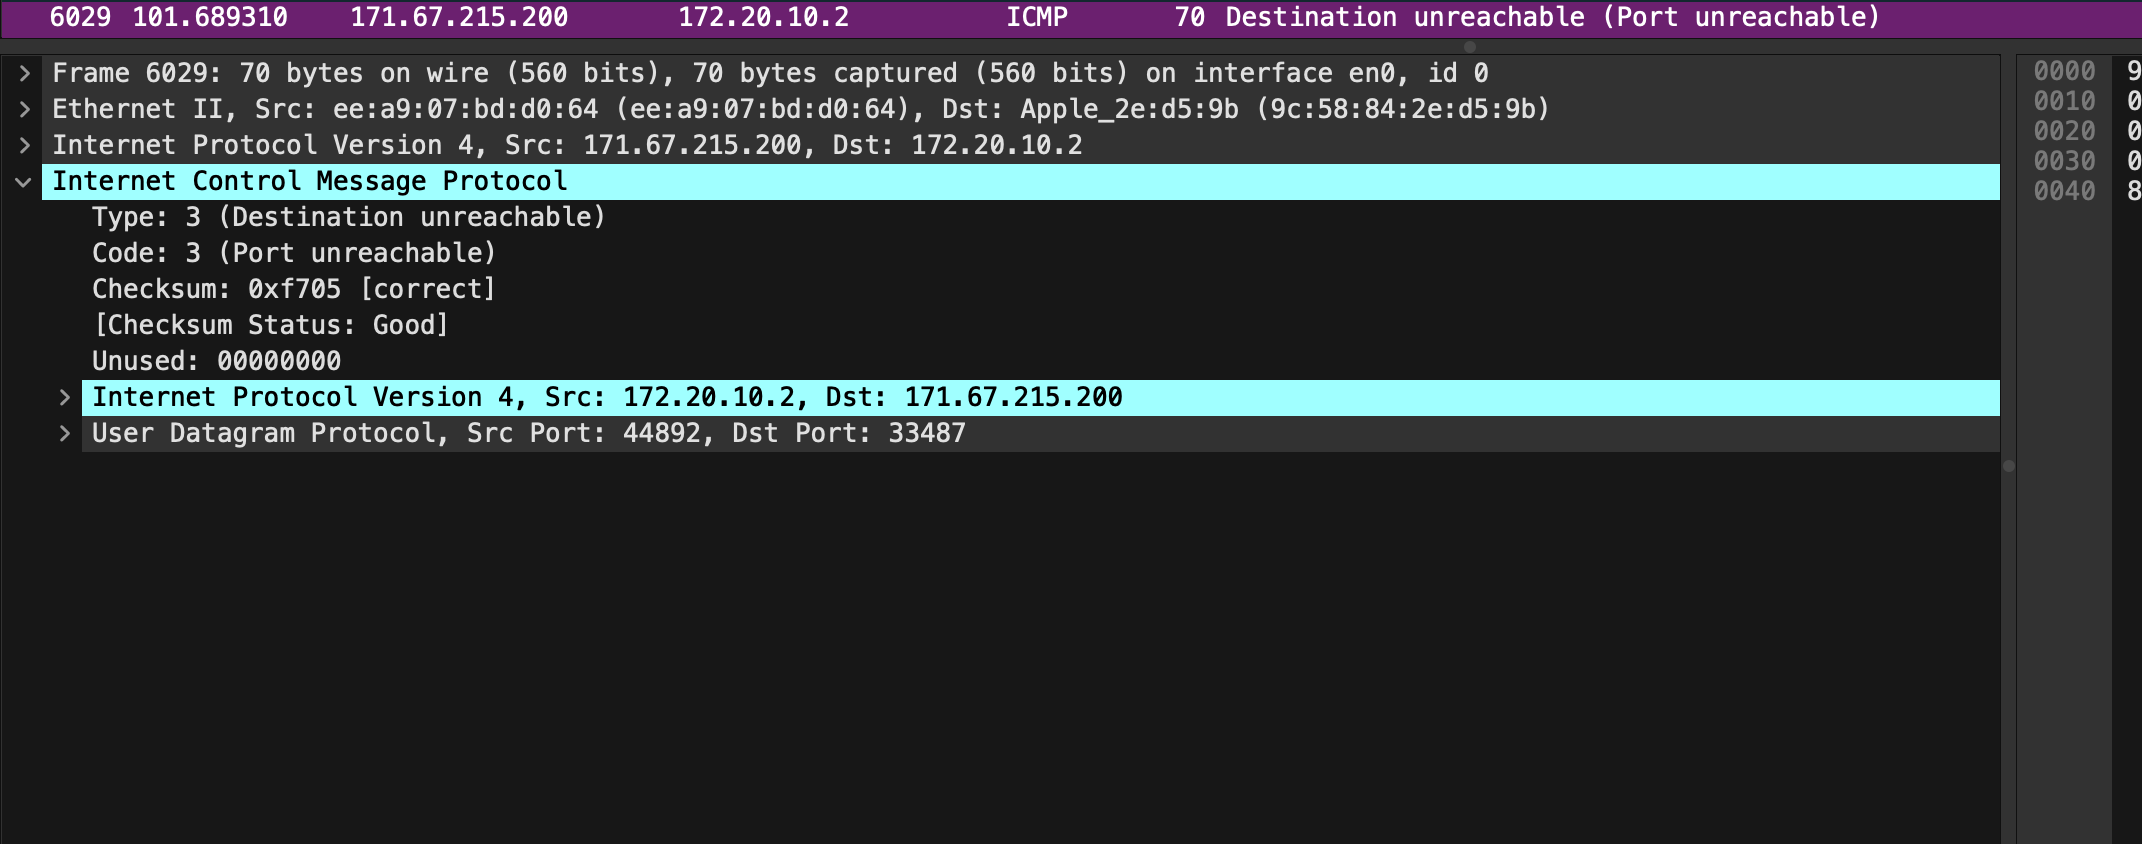 6029 101.689310 171.67.215.200 172.20.10.2 ICMP 70 Destination unreachable (Port unreachable)
Frame 6029: 70 bytes on wire (560 bits), 70 bytes captured (560 bits) on interface en0, id 0
Ethernet II, Src: ee:a9:07:bd:d0:64 (ee:a9:07:bd:d0:64), Dst: Apple_2e:d5:9b (9c:58:84:2e:d5:9b)
Internet Protocol Version 4, Src: 171.67.215.200, Dst: 172.20.10.2
Internet Control Message Protocol
Type: 3 (Destination unreachable)
Code: 3 (Port unreachable)
Checksum: 0xf705 [correct]
[Checksum Status: Good]
Unused: 00000000
Internet Protocol Version 4, Src: 172.20.10.2, Dst: 171.67.215.200
User Datagram Protocol, Src Port: 44892, Dst Port: 33487
0000 9
0010 0
0020 0
0030 0
0040 8